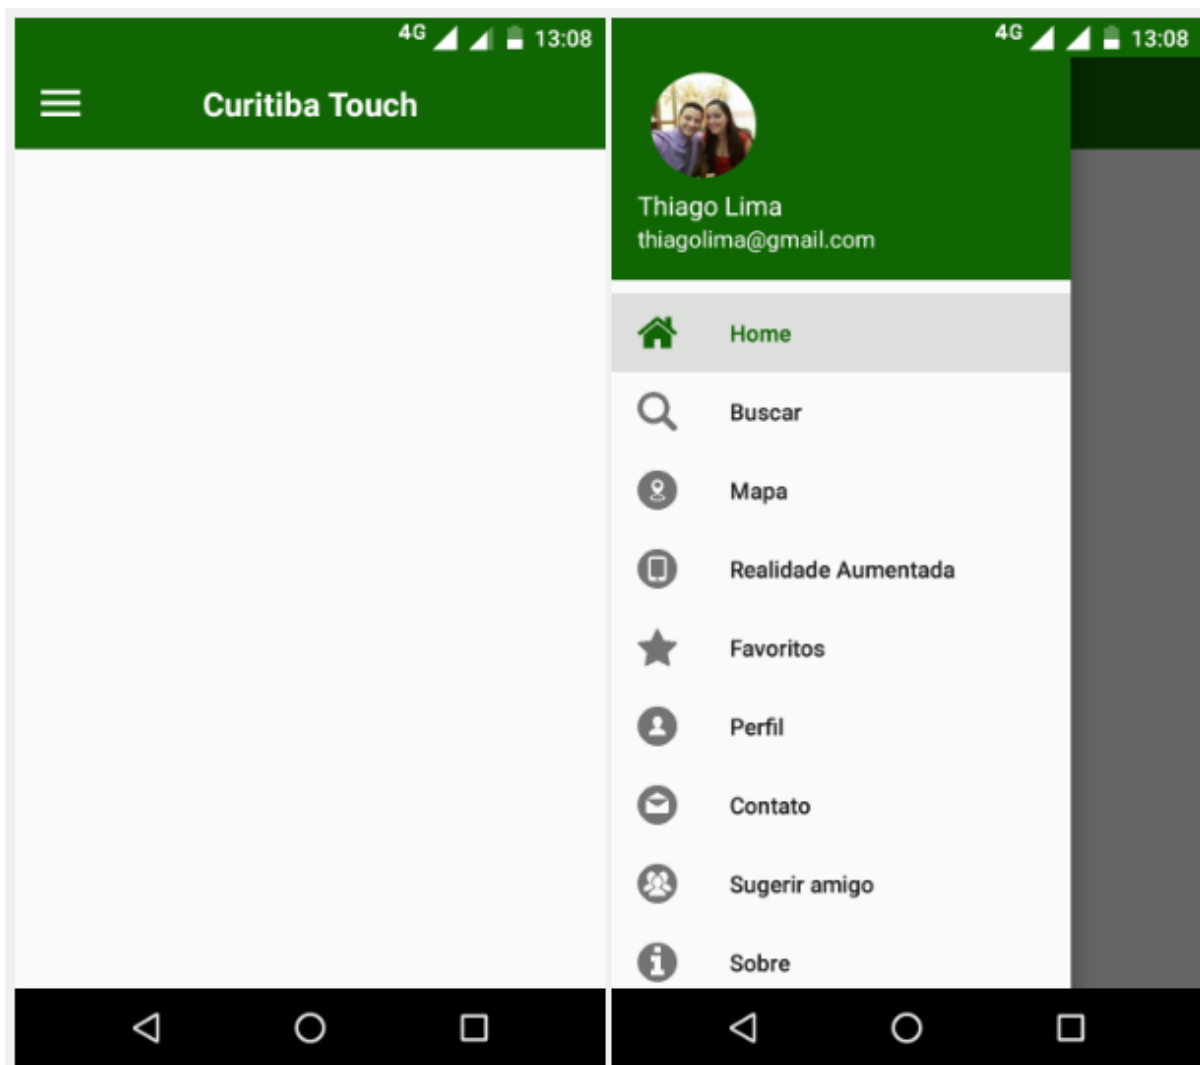 4G 13:08
Curitiba Touch
4G 13:08
Thiago Lima
thiagolima@gmail.com
Home
Buscar
Mapa
Realidade Aumentada
Favoritos
Perfil
Contato
Sugerir amigo
Sobre